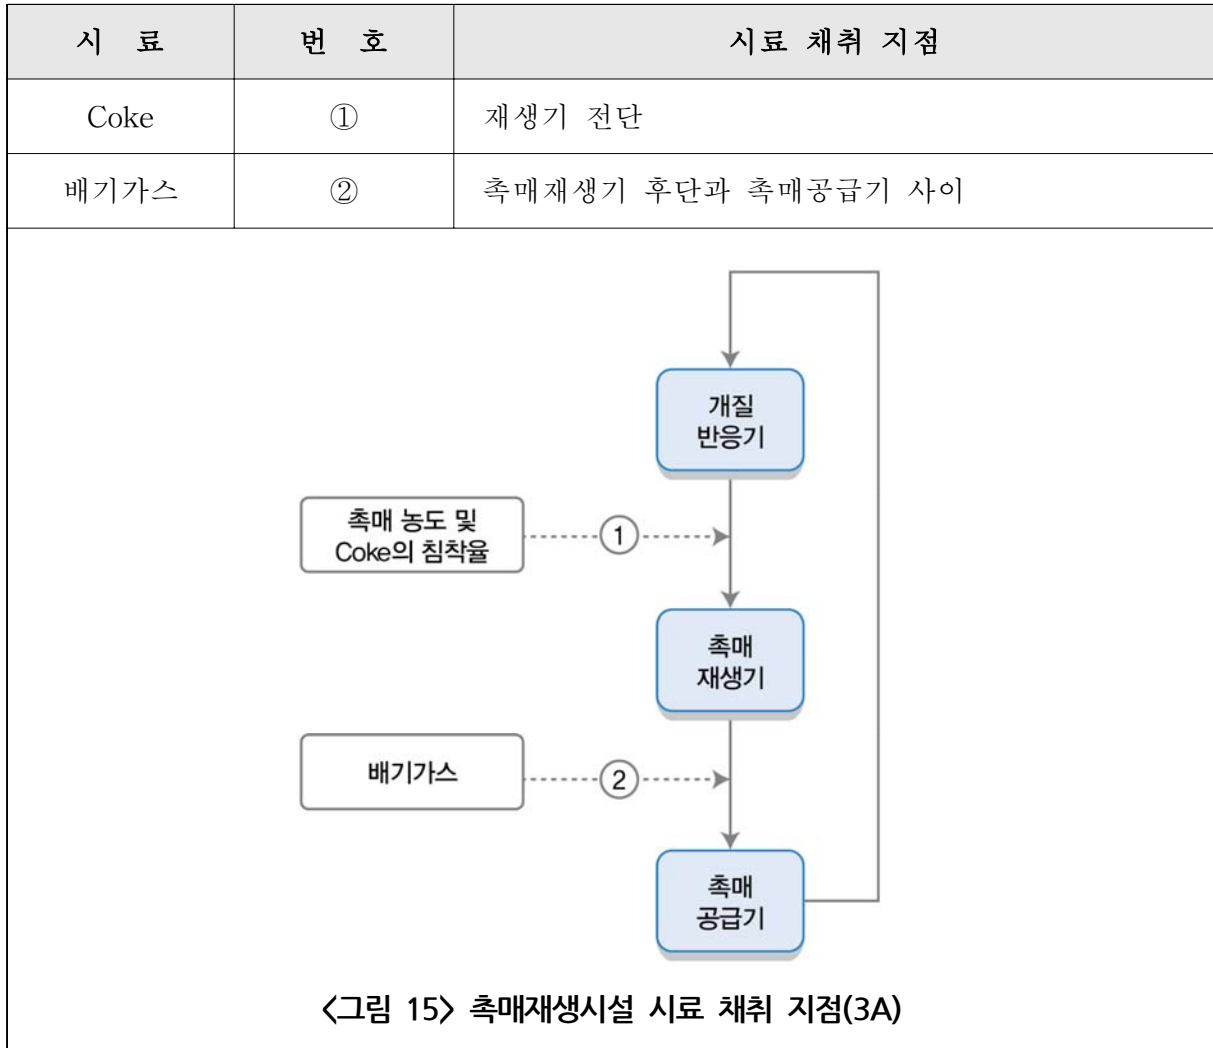 시 료 번 호 시료 채취 지점
Coke ① 재생기 전단
배기가스 ② 촉매재생기 후단과 촉매공급기 사이
개질
반응기
촉매 농도 및
Coke의 침착율
1
촉매
재생기
배기가스
2
촉매
공급기
<그림 15> 촉매재생시설 시료 채취 지점(3A)